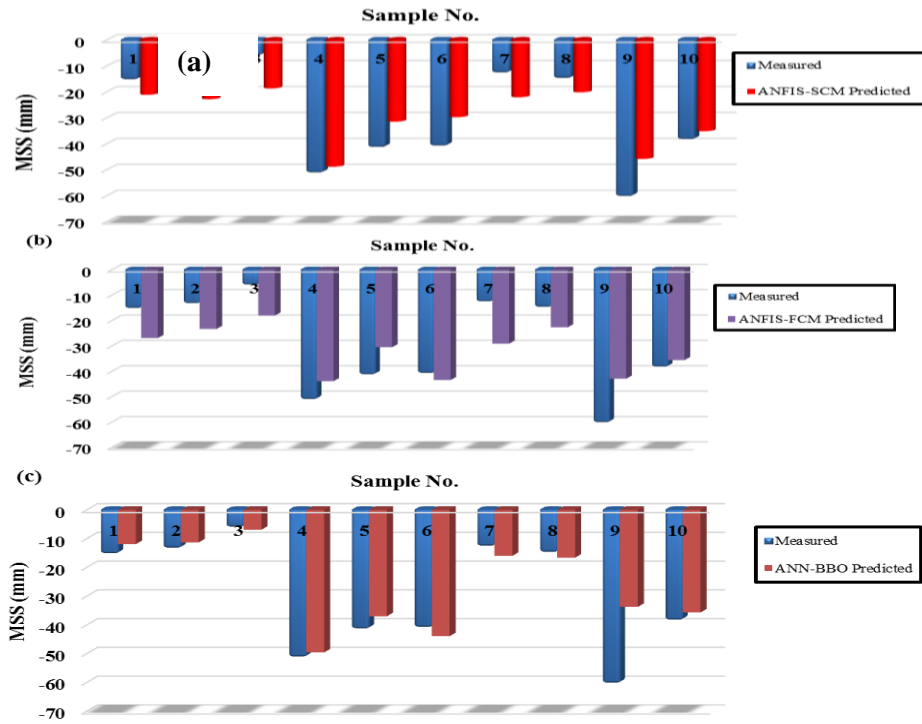 Sample No.
0
-10
-20
-30
-40
-50
-60
-70
MSS (mm)
1 4 5 6 7 8 9 10
(a)
Measured
ANFIS-SCM Predicted
(b)
Sample No.
0
-10
-20
-30
-40
-50
-60
-70
MSS (mm)
1 2 3 4 5 6 7 8 9 10
Measured
ANFIS-FCM Predicted
(c)
Sample No.
0
-10
-20
-30
-40
-50
-60
-70
MSS (mm)
1 2 3 4 5 6 7 8 9 10
Measured
ANN-BBO Predicted